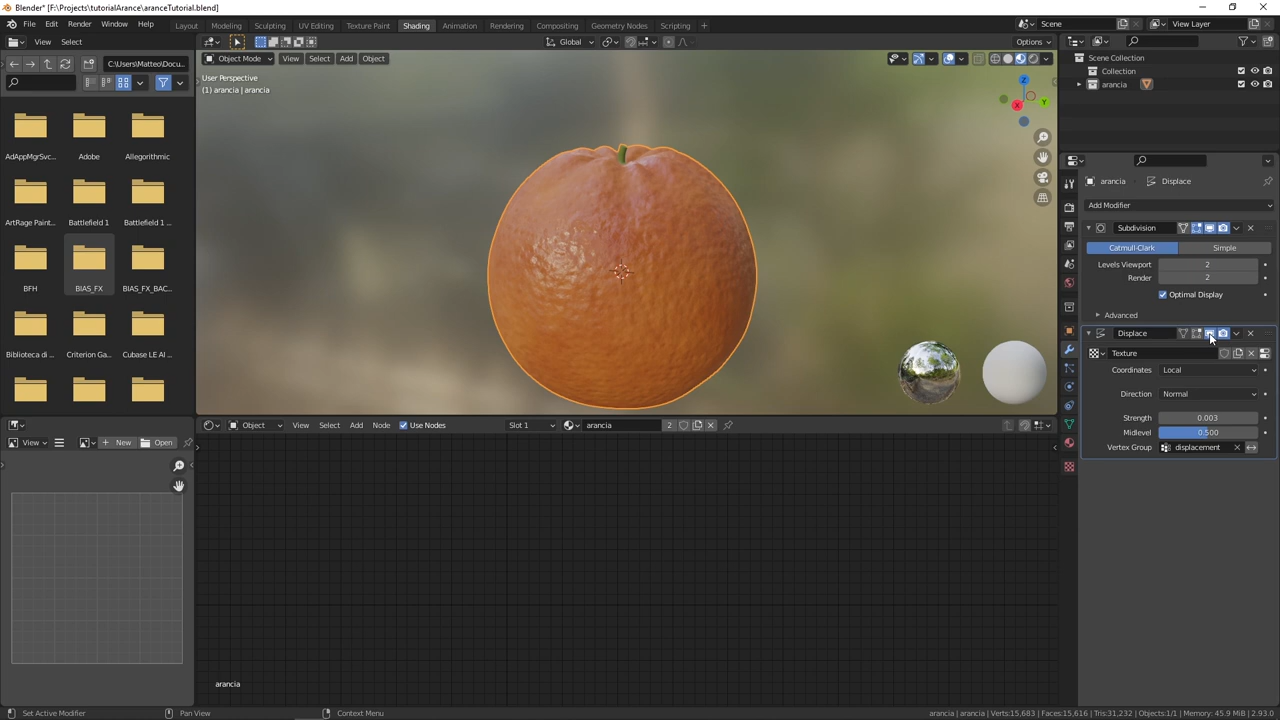 Blender* [F:\Projects\tutorialArance\aranceTutorial.blend]
File Edit Render Window Help Layout Modeling Sculpting UV Editing Texture Paint Shading Animation Rendering Compositing Geometry Nodes Scripting + Scene View Layer
View Select Global Options
C:\Users\Matteo\Docu...
Object Mode View Select Add Object
User Perspective
(1) arancia | arancia
Z
X
Y
AdAppMgrSvc... Adobe Allegorithmic
ArtRage Paint... Battlefield 1 Battlefield 1 ...
BFH BIAS_FX BIAS_FX_BAC...
Biblioteca di ... Criterion Ga... Cubase LE AI ...
Scene Collection
Collection
arancia
arancia Displace
Add Modifier
Subdivision
Catmull-Clark Simple
Levels Viewport 2
Render 2
Optimal Display
Advanced
Displace
Texture
Coordinates Local
Direction Normal
Strength 0.003
Midlevel 0.500
Vertex Group displacement
View New Open
Object View Select Add Node Use Nodes Slot 1 arancia 2
arancia
Set Active Modifier Pan View Context Menu arancia | arancia | Verts:15,683 | Faces:15,616 | Tris:31,232 | Objects:1/1 | Memory: 45.9 MiB | 2.93.0